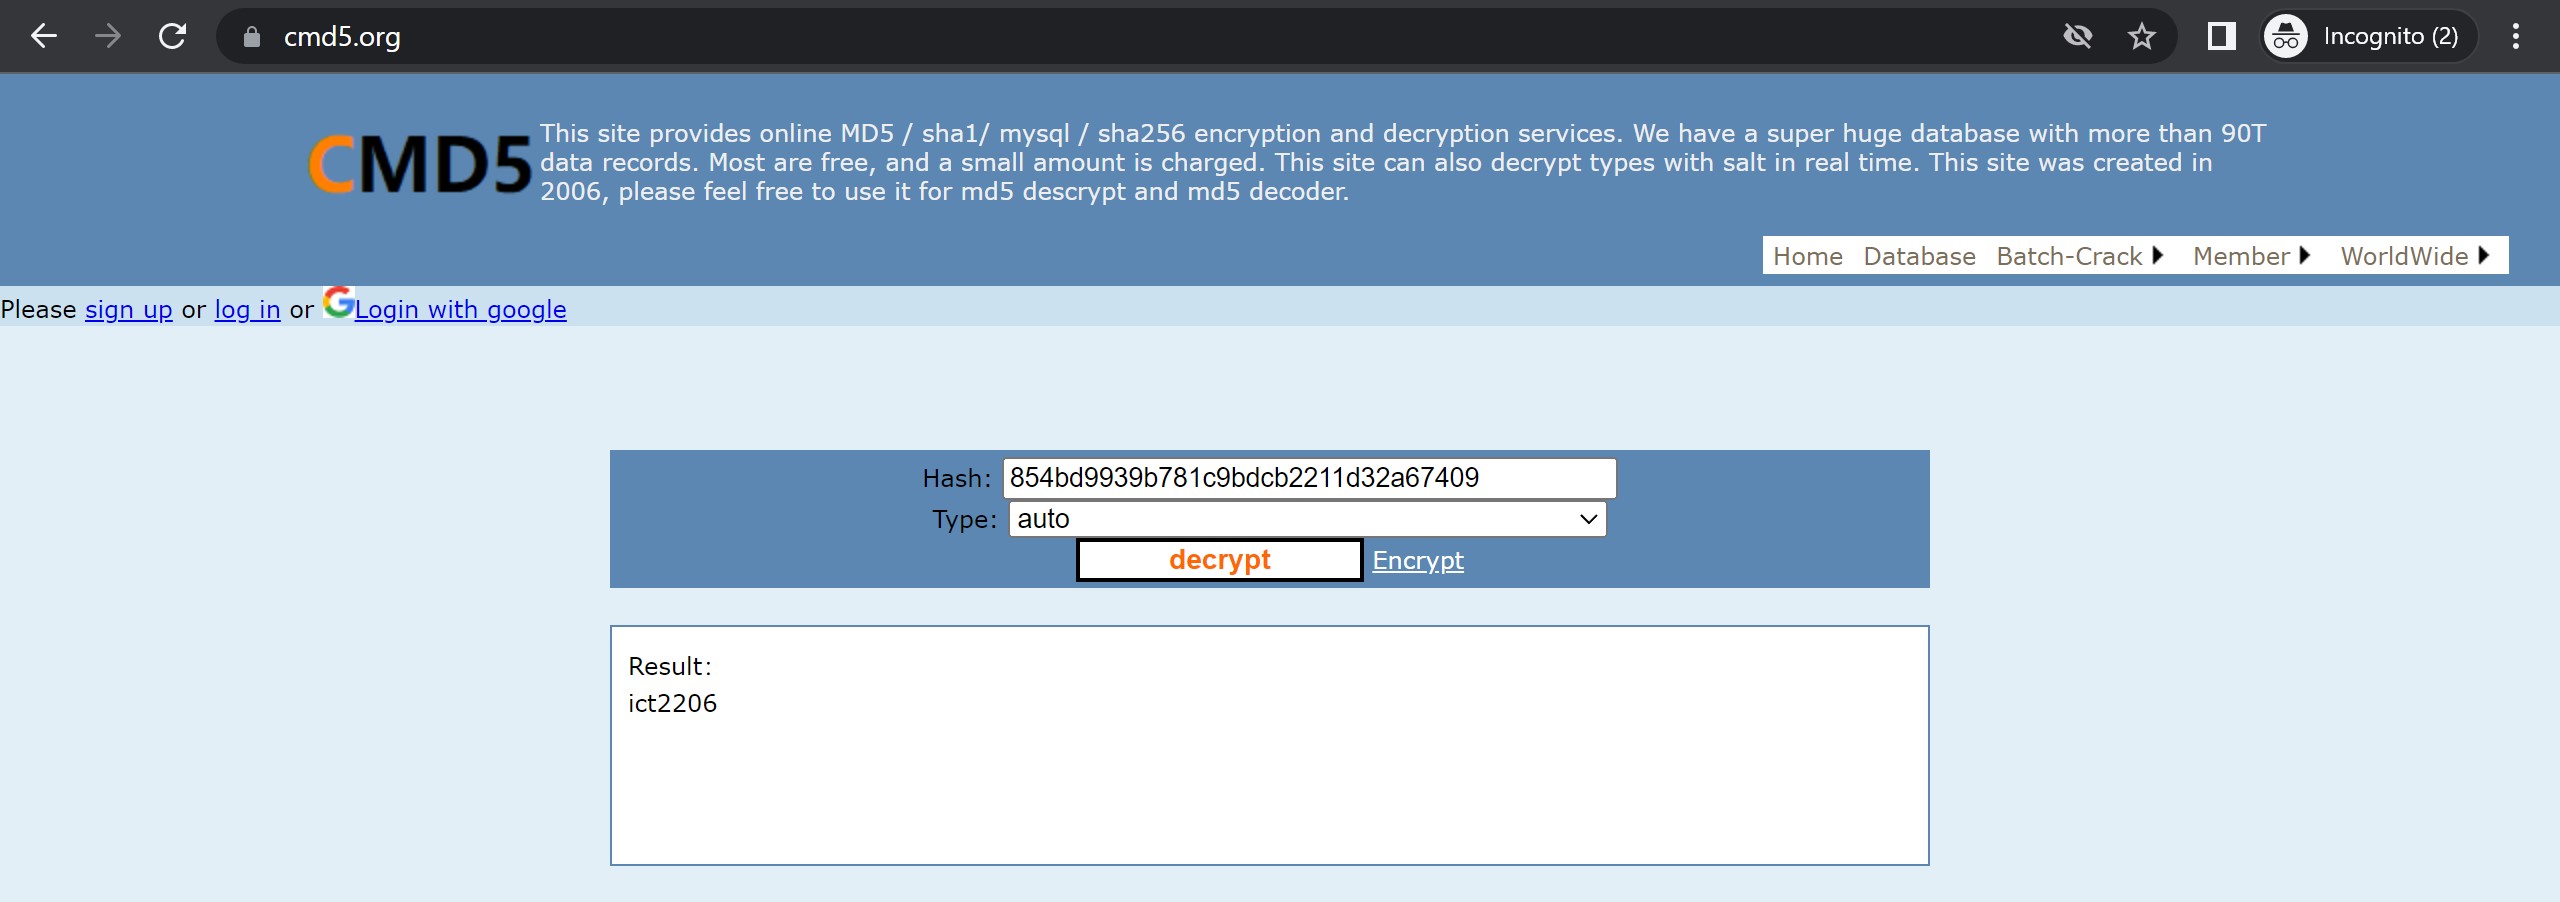 cmd5.org
Incognito (2)
CMD5
This site provides online MD5 / sha1/ mysql / sha256 encryption and decryption services. We have a super huge database with more than 90T
data records. Most are free, and a small amount is charged. This site can also decrypt types with salt in real time. This site was created in
2006, please feel free to use it for md5 descrypt and md5 decoder.
Home Database Batch-Crack Member WorldWide
Please sign up or log in or Login with google
Hash: 854bd9939b781c9bdcb2211d32a67409
Type: auto
decrypt Encrypt
Result:
ict2206